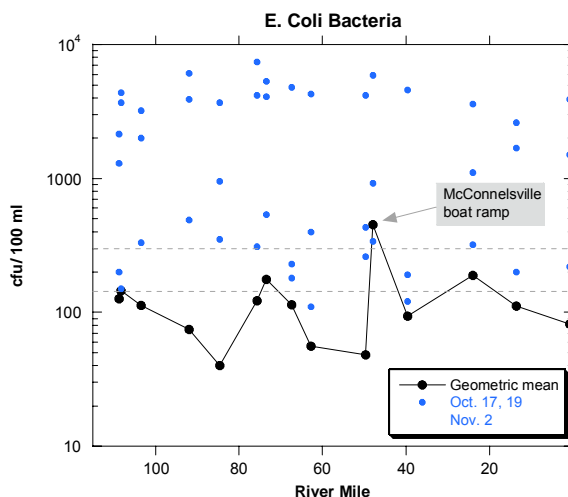 E. Coli Bacteria
10^4
1000
100
10
cfu/ 100 ml
McConnelsville
boat ramp
Geometric mean
Oct. 17, 19
Nov. 2
100
80
60
40
20
River Mile